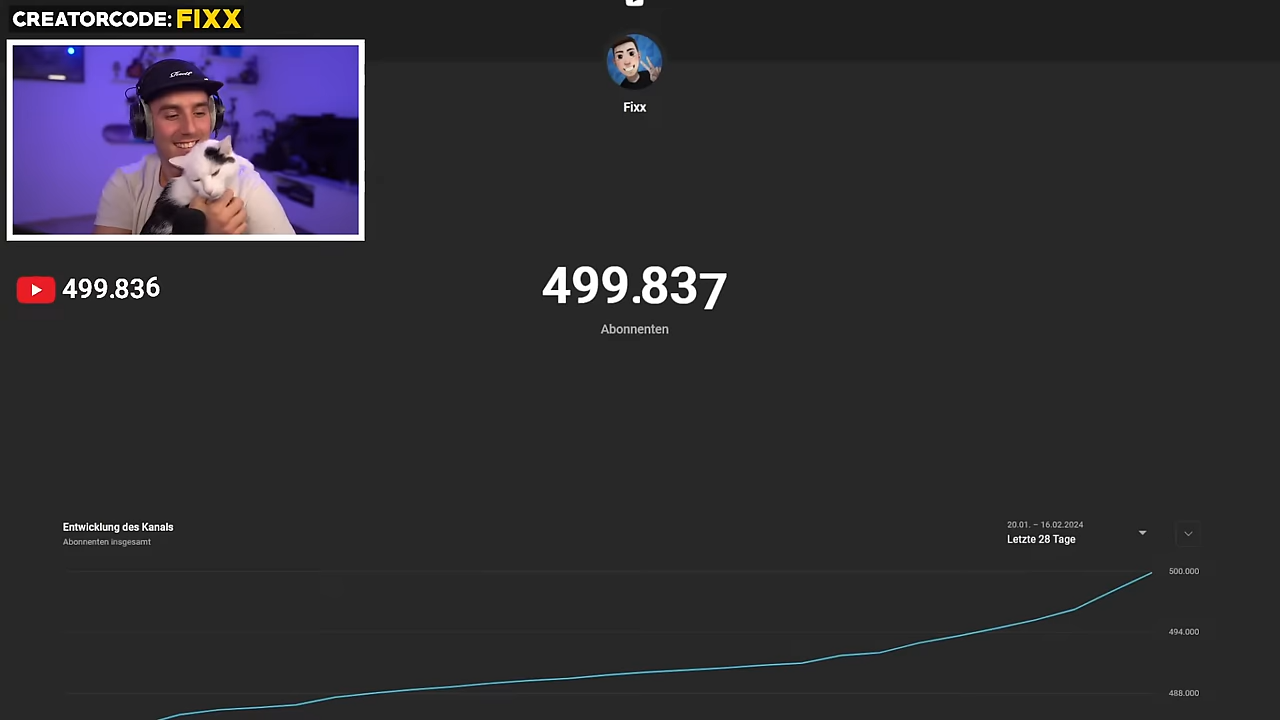 CREATORCODE: FIXX
Fixx
499.836
499.837
Abonnenten
Entwicklung des Kanals
Abonnenten insgesamt
20.01. – 16.02.2024
Letzte 28 Tage
500.000
494.000
488.000